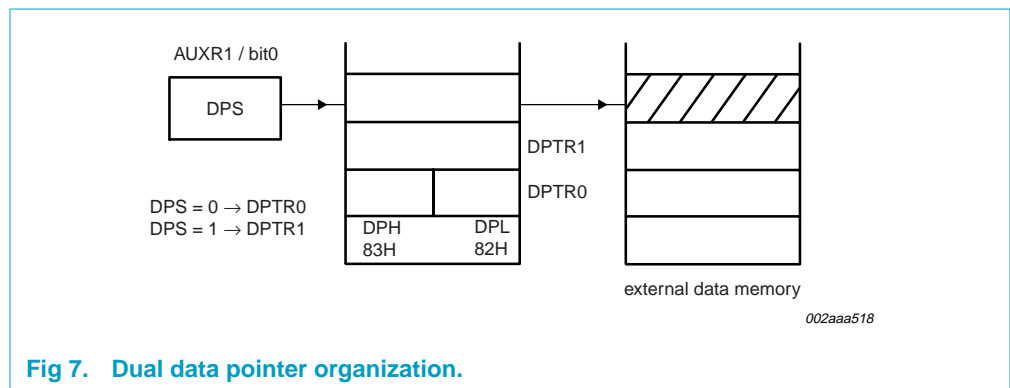 AUXR1 / bit0
DPS
DPTR1
DPTR0
DPS = 0 → DPTR0
DPS = 1 → DPTR1
DPH DPL
83H 82H
external data memory
002aaa518
Fig 7. Dual data pointer organization.